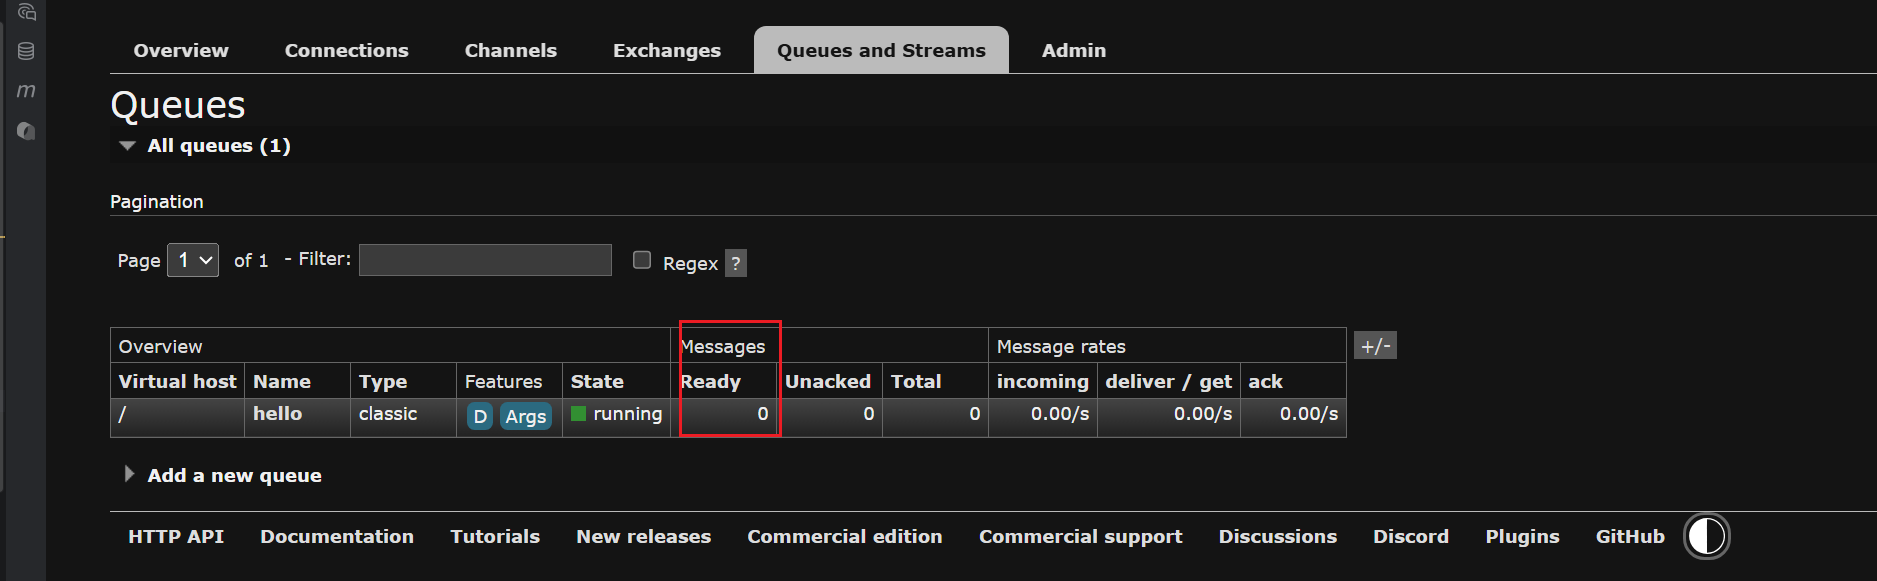 Overview Connections Channels Exchanges Queues and Streams Admin
m
Queues
All queues (1)
Pagination
Page 1 of 1 - Filter: Regex ?
Overview Messages Message rates +/-
Virtual host Name Type Features State Ready Unacked Total incoming deliver / get ack
/ hello classic D Args running 0 0 0 0.00/s 0.00/s 0.00/s
Add a new queue
HTTP API Documentation Tutorials New releases Commercial edition Commercial support Discussions Discord Plugins GitHub